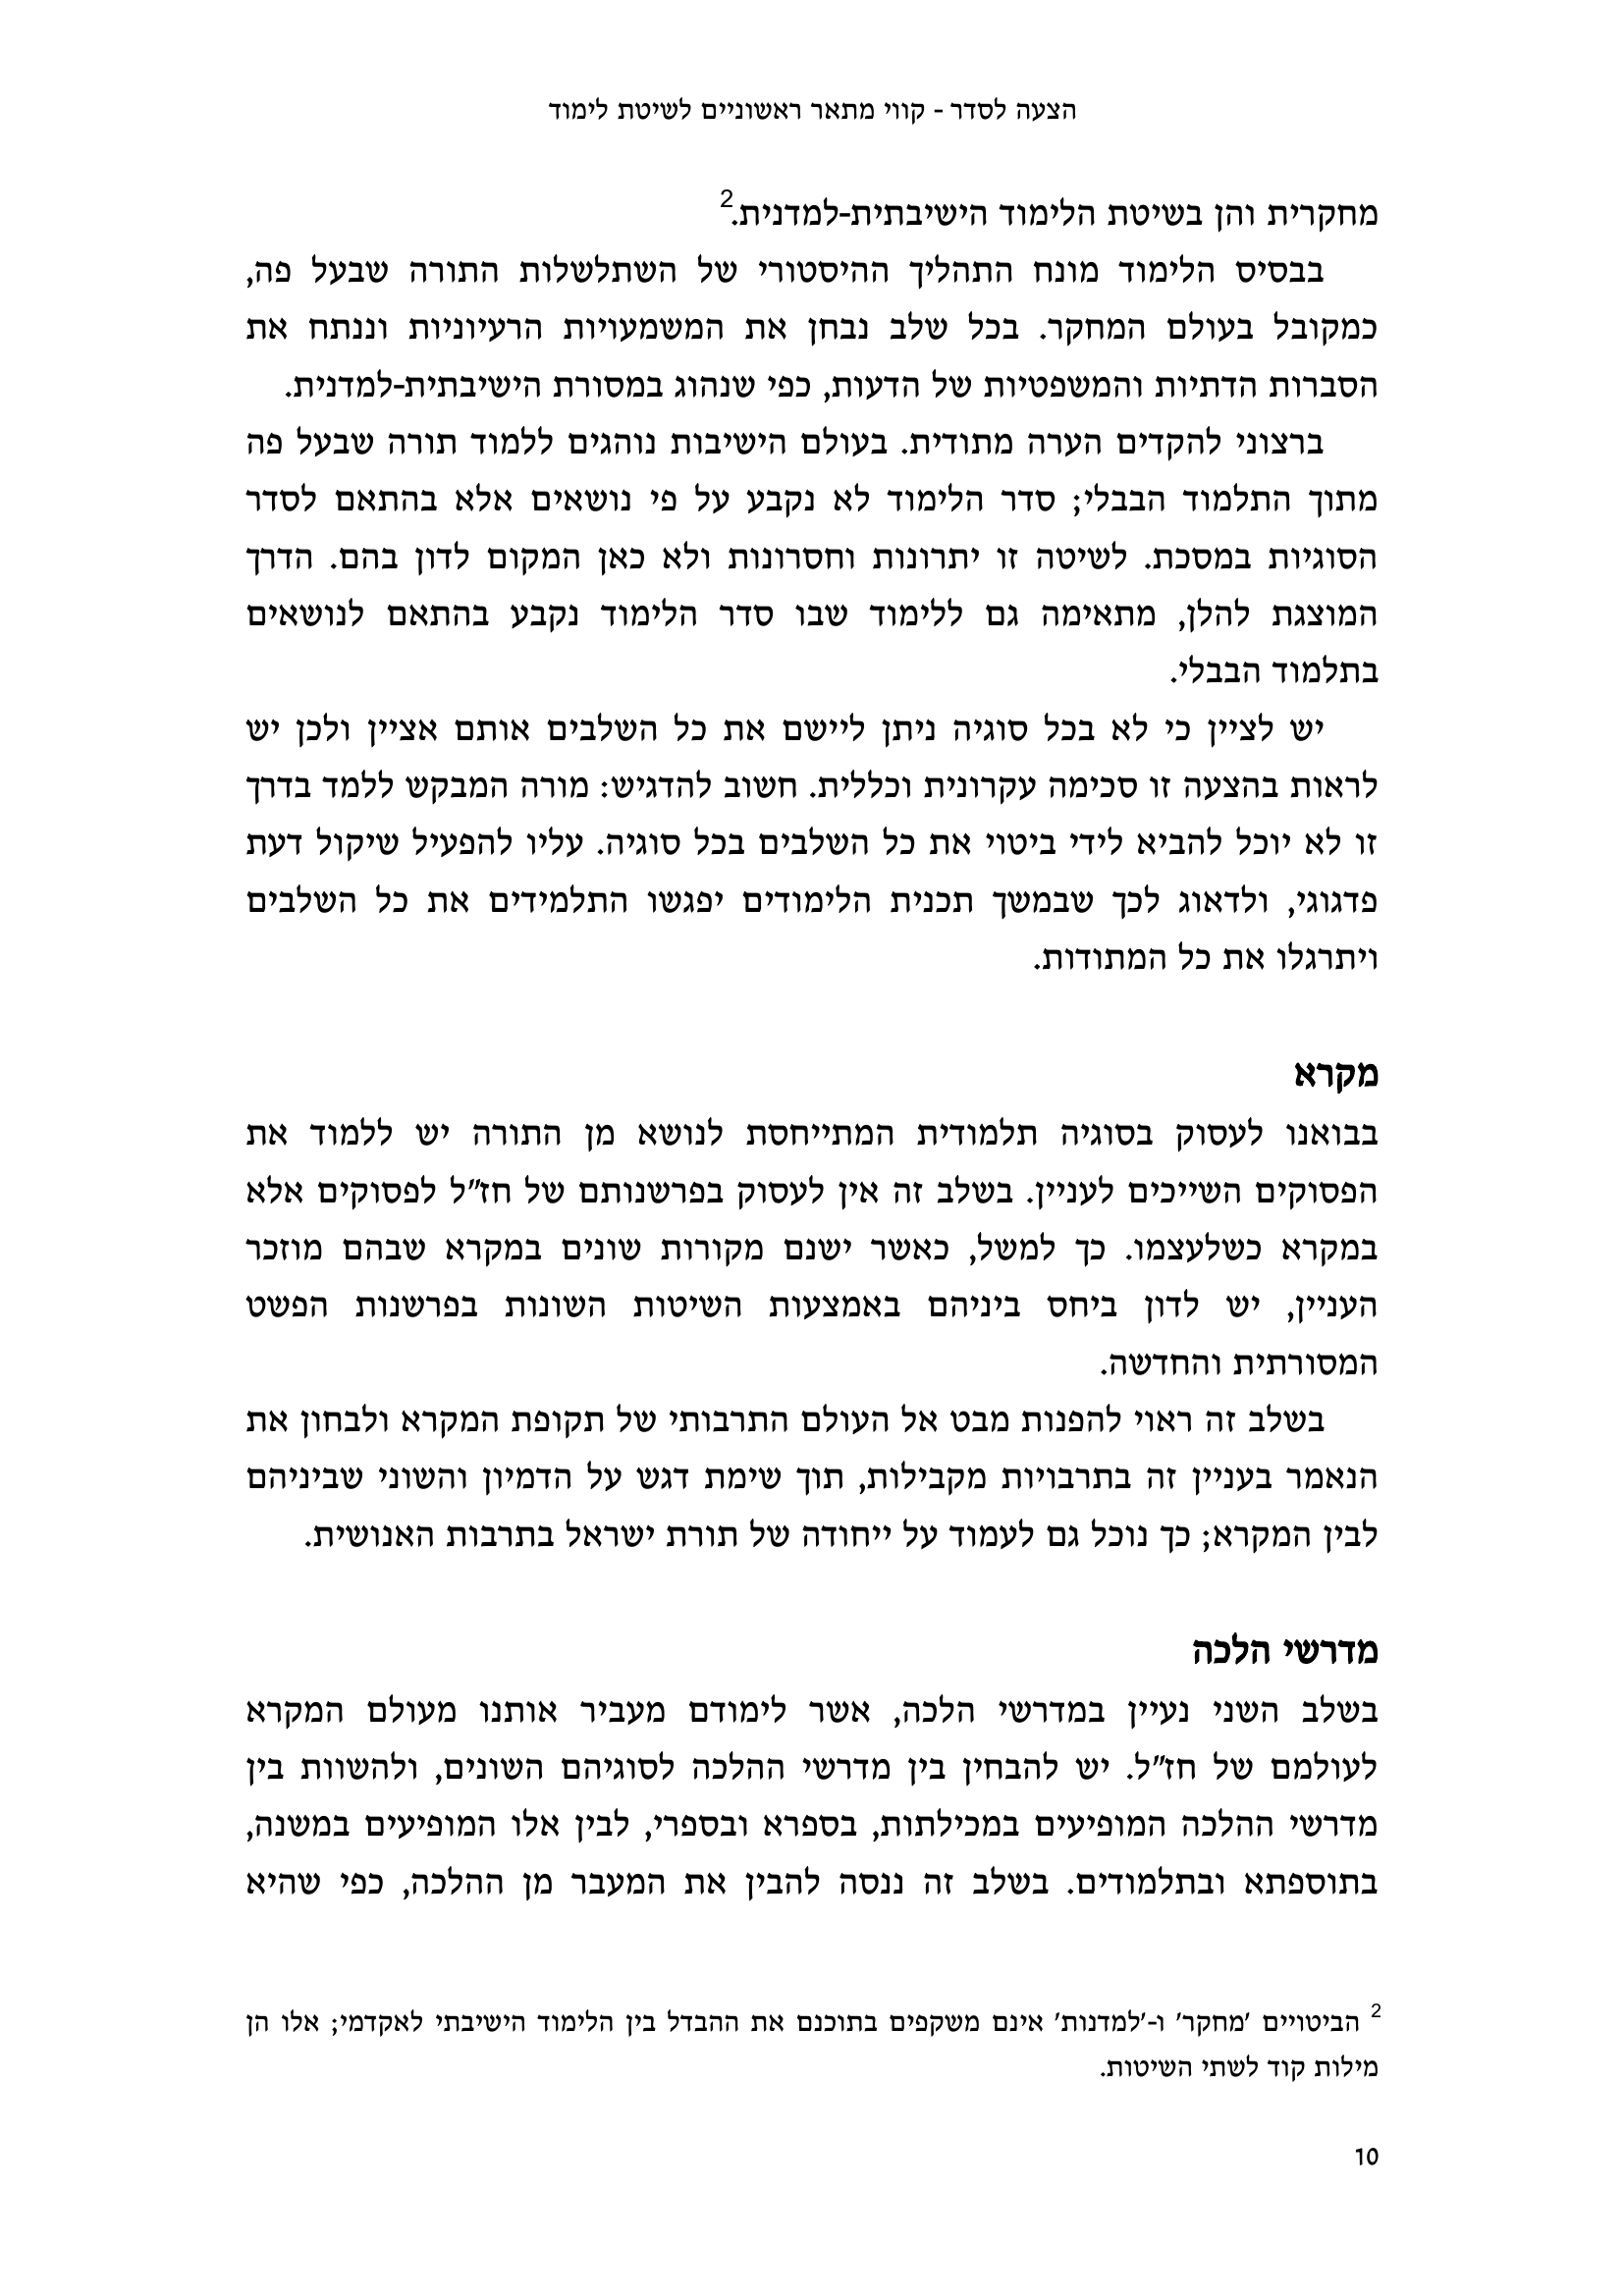 הצעה לסדר - קווי מתאר ראשוניים לשיטת לימוד
מחקרית והן בשיטת הלימוד הישיבתית-למדנית.2
בבסיס הלימוד מונח התהליך ההיסטורי של השתלשלות התורה שבעל פה,
כמקובל בעולם המחקר. בכל שלב נבחן את המשמעויות הרעיוניות וננתח את
הסברות הדתיות והמשפטיות של הדעות, כפי שנהוג במסורת הישיבתית-למדנית.
ברצוני להקדים הערה מתודית. בעולם הישיבות נוהגים ללמוד תורה שבעל פה
מתוך התלמוד הבבלי; סדר הלימוד לא נקבע על פי נושאים אלא בהתאם לסדר
הסוגיות במסכת. לשיטה זו יתרונות וחסרונות ולא כאן המקום לדון בהם. הדרך
המוצגת להלן, מתאימה גם ללימוד שבו סדר הלימוד נקבע בהתאם לנושאים
בתלמוד הבבלי.
יש לציין כי לא בכל סוגיה ניתן ליישם את כל השלבים אותם אציין ולכן יש
לראות בהצעה זו סכימה עקרונית וכללית. חשוב להדגיש: מורה המבקש ללמד בדרך
זו לא יוכל להביא לידי ביטוי את כל השלבים בכל סוגיה. עליו להפעיל שיקול דעת
פדגוגי, ולדאוג לכך שבמשך תכנית הלימודים יפגשו התלמידים את כל השלבים
ויתרגלו את כל המתודות.
מקרא
בבואנו לעסוק בסוגיה תלמודית המתייחסת לנושא מן התורה יש ללמוד את
הפסוקים השייכים לעניין. בשלב זה אין לעסוק בפרשנותם של חז"ל לפסוקים אלא
במקרא כשלעצמו. כך למשל, כאשר ישנם מקורות שונים במקרא שבהם מוזכר
העניין, יש לדון ביחס ביניהם באמצעות השיטות השונות בפרשנות הפשט
המסורתית והחדשה.
בשלב זה ראוי להפנות מבט אל העולם התרבותי של תקופת המקרא ולבחון את
הנאמר בעניין זה בתרבויות מקבילות, תוך שימת דגש על הדמיון והשוני שביניהם
לבין המקרא; כך נוכל גם לעמוד על ייחודה של תורת ישראל בתרבות האנושית.
מדרשי הלכה
בשלב השני נעיין במדרשי הלכה, אשר לימודם מעביר אותנו מעולם המקרא
לעולמם של חז"ל. יש להבחין בין מדרשי ההלכה לסוגיהם השונים, ולהשוות בין
מדרשי ההלכה המופיעים במכילתות, בספרא ובספרי, לבין אלו המופיעים במשנה,
בתוספתא ובתלמודים. בשלב זה ננסה להבין את המעבר מן ההלכה, כפי שהיא
2 הביטויים 'מחקר' ו-'למדנות' אינם משקפים בתוכנם את ההבדל בין הלימוד הישיבתי לאקדמי; אלו הן
מילות קוד לשתי השיטות.
10